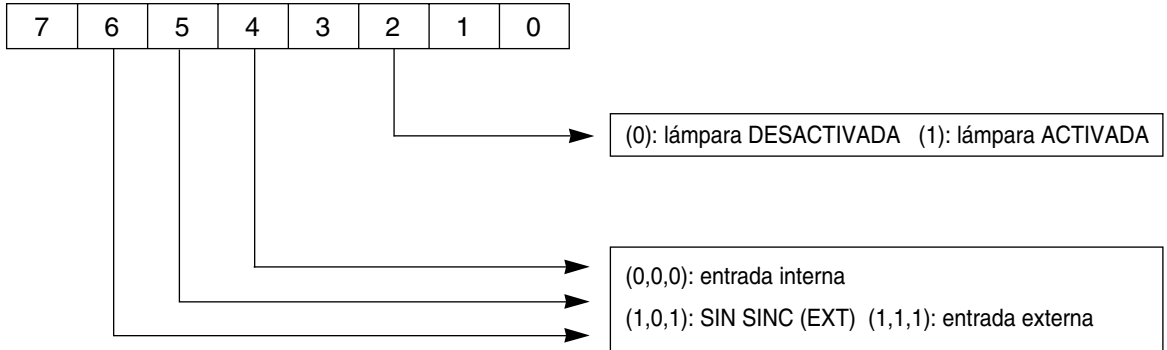 7 6 5 4 3 2 1 0
(0): lámpara DESACTIVADA (1): lámpara ACTIVADA
(0,0,0): entrada interna
(1,0,1): SIN SINC (EXT) (1,1,1): entrada externa